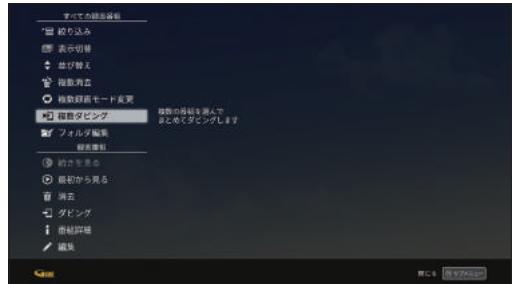 すべての録画番組
絞り込み
表示切替
並び替え
複数消去
複数録画モード変更
複数ダビング
複数の番組を選んで
まとめてダビングします
フォルダ編集
録画番組
続きを見る
最初から見る
消去
ダビング
番組詳細
編集
閉じる サブメニュー